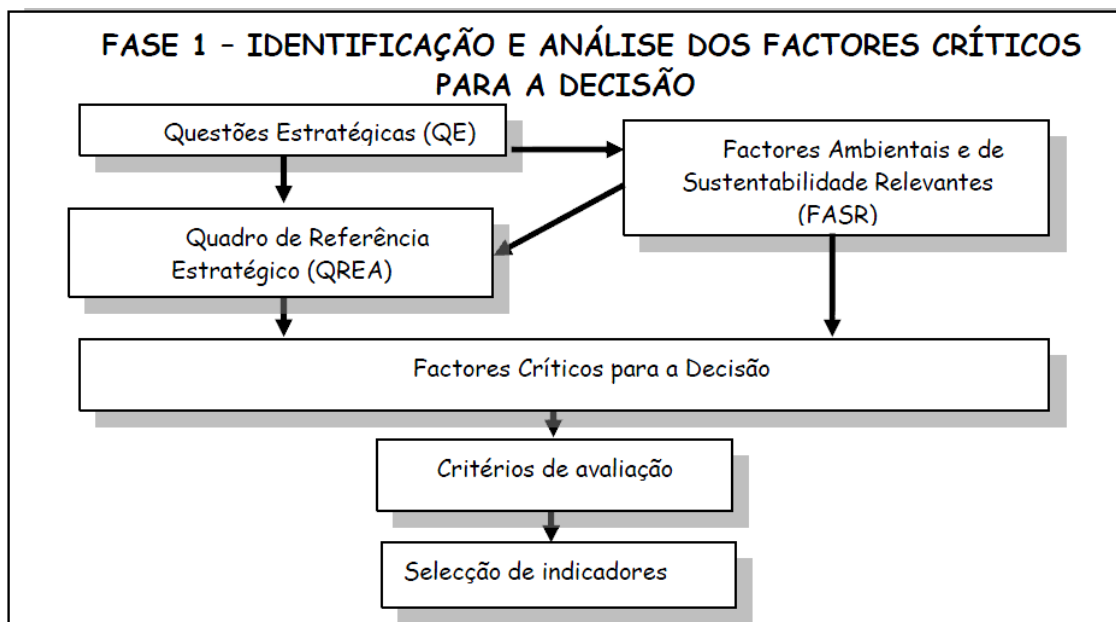 FASE 1 – IDENTIFICAÇÃO E ANÁLISE DOS FACTORES CRÍTICOS
PARA A DECISÃO
Questões Estratégicas (QE)
Factores Ambientais e de
Sustentabilidade Relevantes
(FASR)
Quadro de Referência
Estratégico (QREA)
Factores Críticos para a Decisão
Critérios de avaliação
Selecção de indicadores